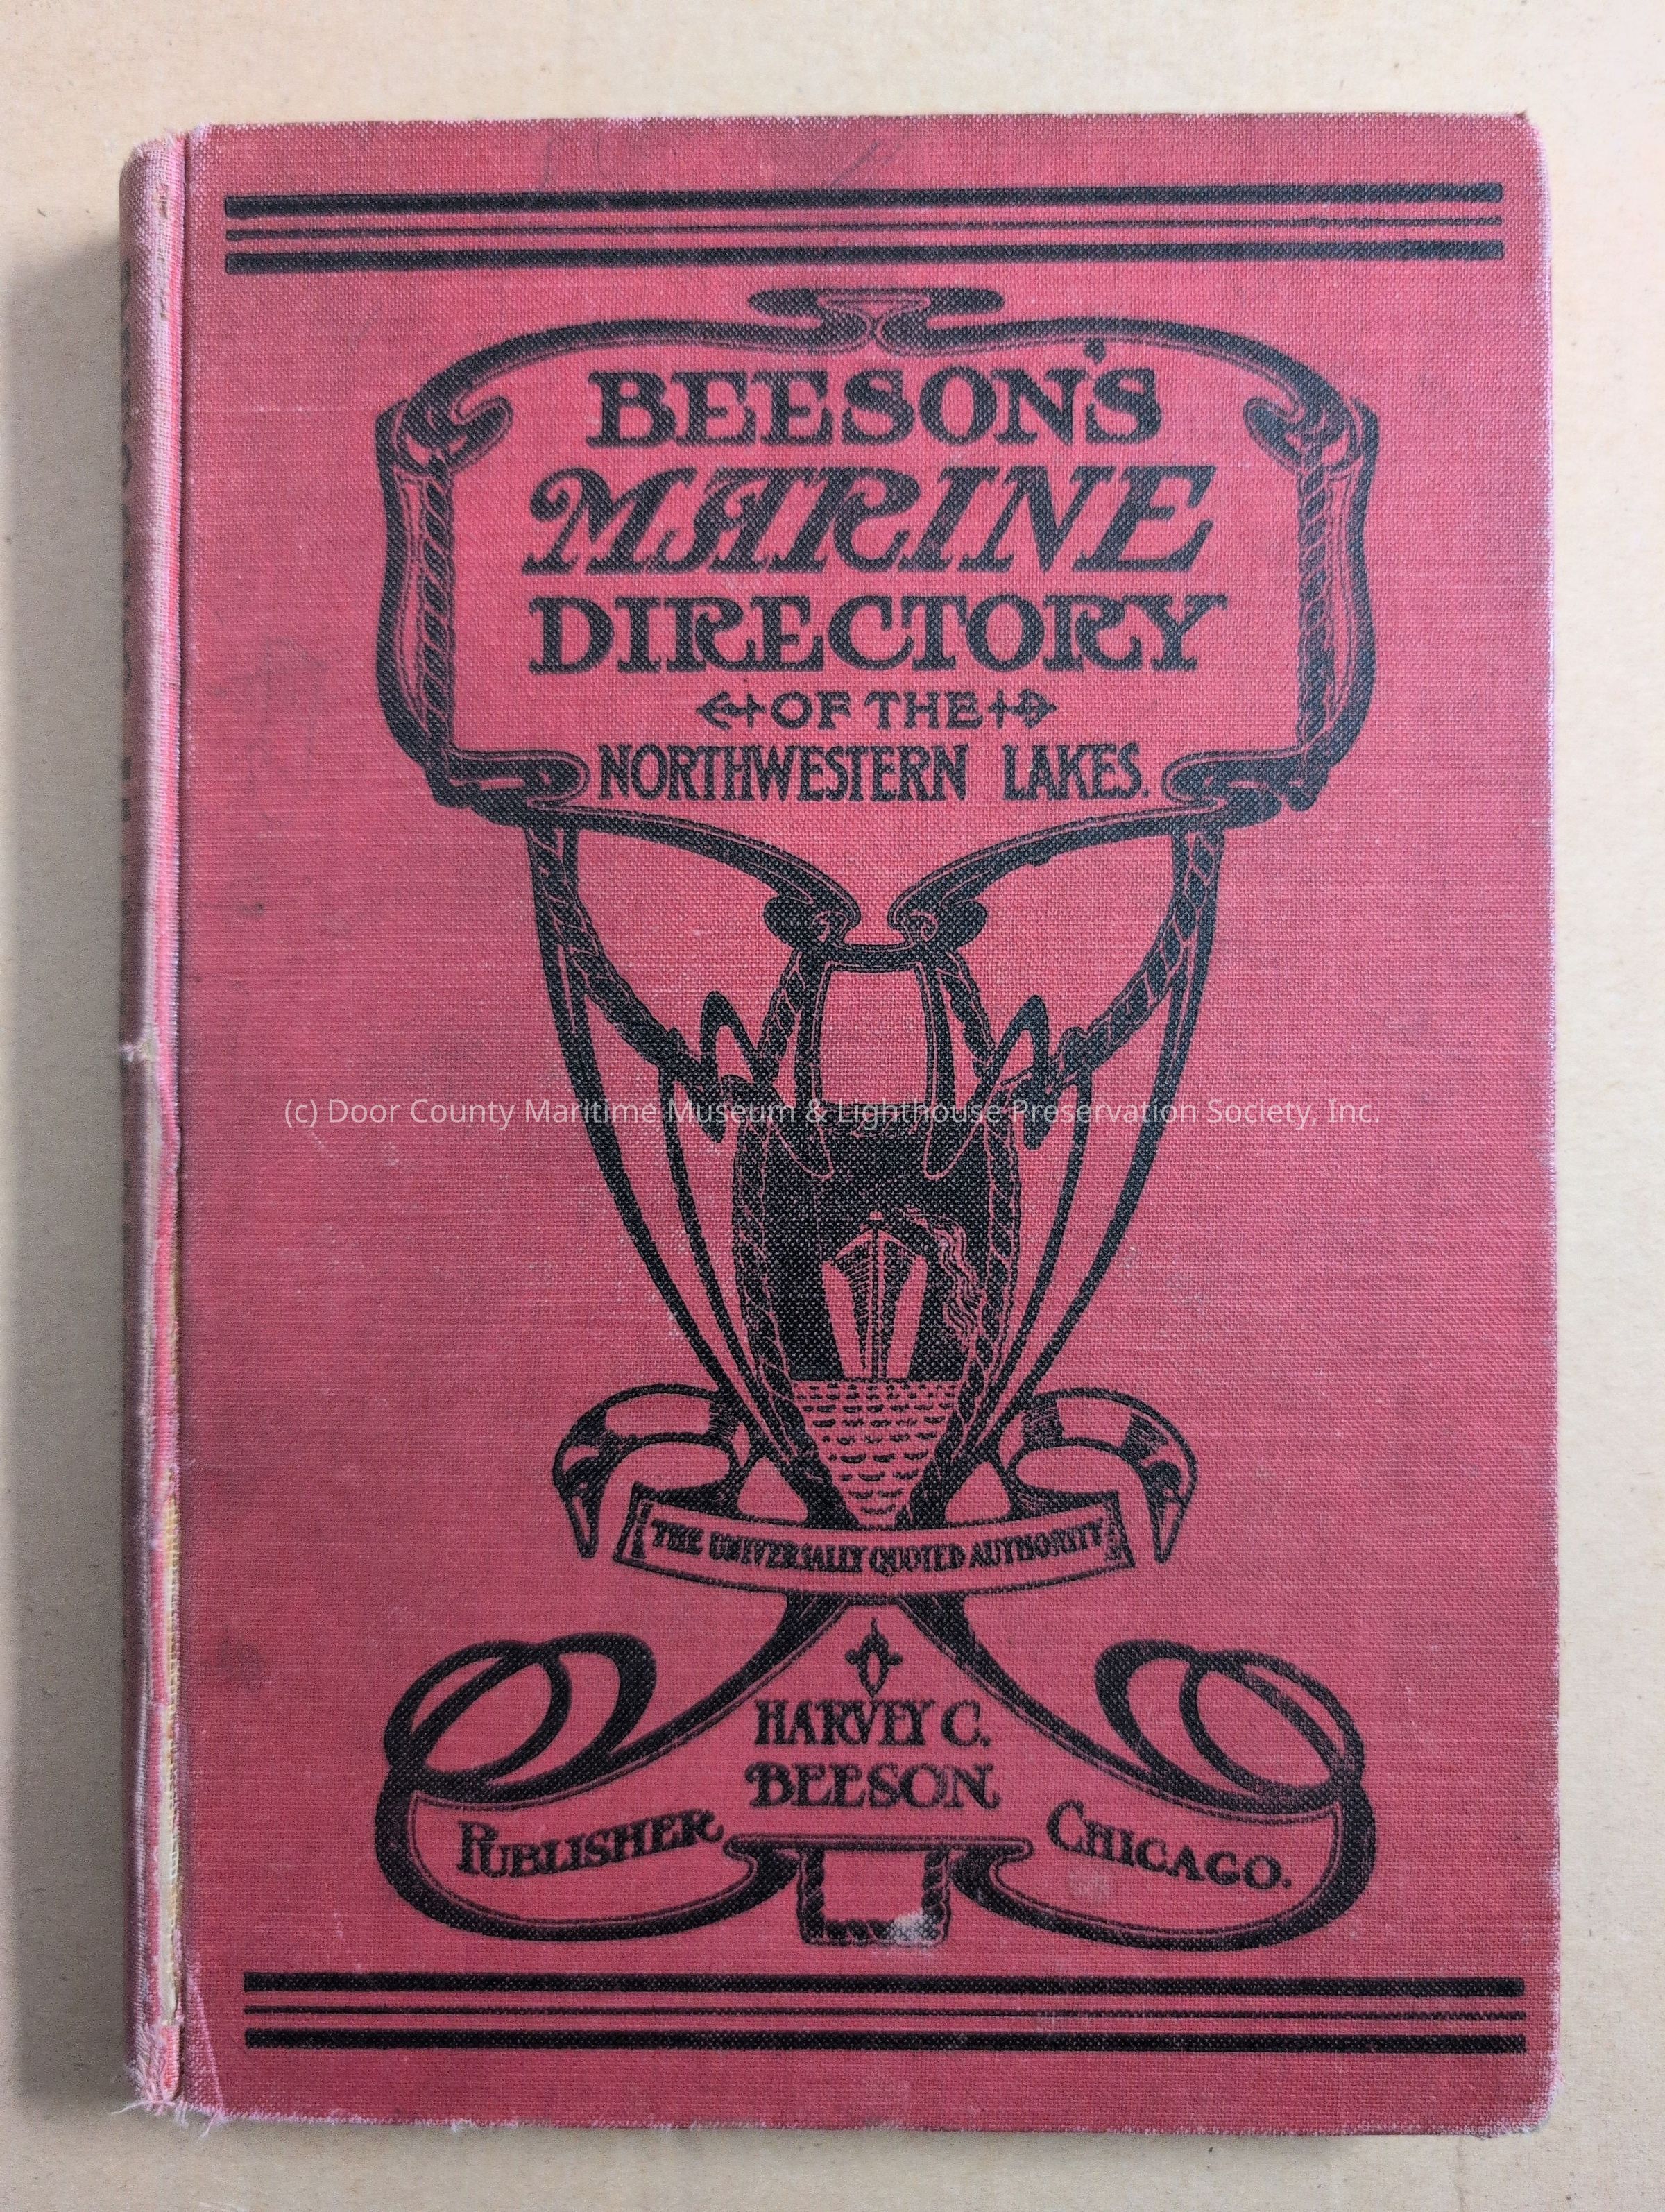 BEESON'S
MARINE
DIRECTORY
OF THE
NORTHWESTERN LAKES.
(c) Door County Maritime Museum & Lighthouse Preservation Society, Inc.
THE UNIVERSALLY QUOTED AUTHORITY
HARVEY C.
BEESON
PUBLISHER
CHICAGO.